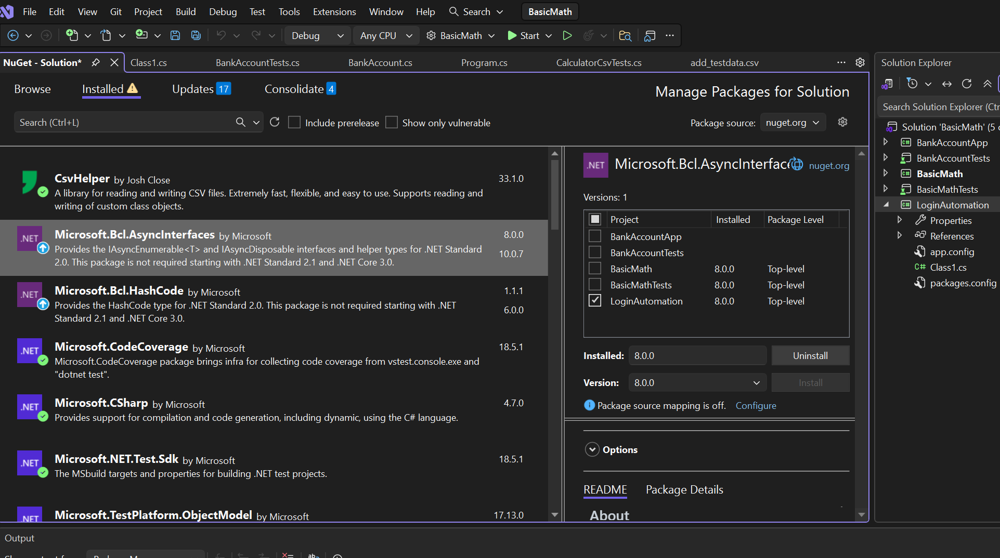 File Edit View Git Project Build Debug Test Tools Extensions Window Help Search BasicMath
Debug Any CPU BasicMath Start
NuGet - Solution* Class1.cs BankAccountTests.cs BankAccount.cs Program.cs CalculatorCsvTests.cs add_testdata.csv
Browse Installed Updates 17 Consolidate 4
Manage Packages for Solution
Search (Ctrl+L) Include prerelease Show only vulnerable Package source: nuget.org
CsvHelper by Josh Close 33.1.0
A library for reading and writing CSV files. Extremely fast, flexible, and easy to use. Supports reading and
writing of custom class objects.
.NET Microsoft.Bcl.AsyncInterfaces by Microsoft 8.0.0
Provides the IAsyncEnumerable<T> and IAsyncDisposable interfaces and helper types for .NET Standard 10.0.7
2.0. This package is not required starting with .NET Standard 2.1 and .NET Core 3.0.
.NET Microsoft.Bcl.HashCode by Microsoft 1.1.1
Provides the HashCode type for .NET Standard 2.0. This package is not required starting with .NET 6.0.0
Standard 2.1 and .NET Core 3.0.
.NET Microsoft.CodeCoverage by Microsoft 18.5.1
Microsoft.CodeCoverage package brings infra for collecting code coverage from vstest.console.exe and
"dotnet test".
.NET Microsoft.CSharp by Microsoft 4.7.0
Provides support for compilation and code generation, including dynamic, using the C# language.
.NET Microsoft.NET.Test.Sdk by Microsoft 18.5.1
The MSbuild targets and properties for building .NET test projects.
.NET Microsoft.TestPlatform.ObjectModel by Microsoft 17.13.0
.NET Microsoft.Bcl.AsyncInterface nuget.org
Versions: 1
Project Installed Package Level
BankAccountApp
BankAccountTests
BasicMath 8.0.0 Top-level
BasicMathTests 8.0.0 Top-level
LoginAutomation 8.0.0 Top-level
Installed: 8.0.0 Uninstall
Version: 8.0.0 Install
Package source mapping is off. Configure
Options
README Package Details
About
Solution Explorer
Search Solution Explorer (Ctr
Solution 'BasicMath' (5
C# BankAccountApp
BankAccountTests
C# BasicMath
BasicMathTests
C# LoginAutomation
Properties
References
app.config
C# Class1.cs
packages.config
Output